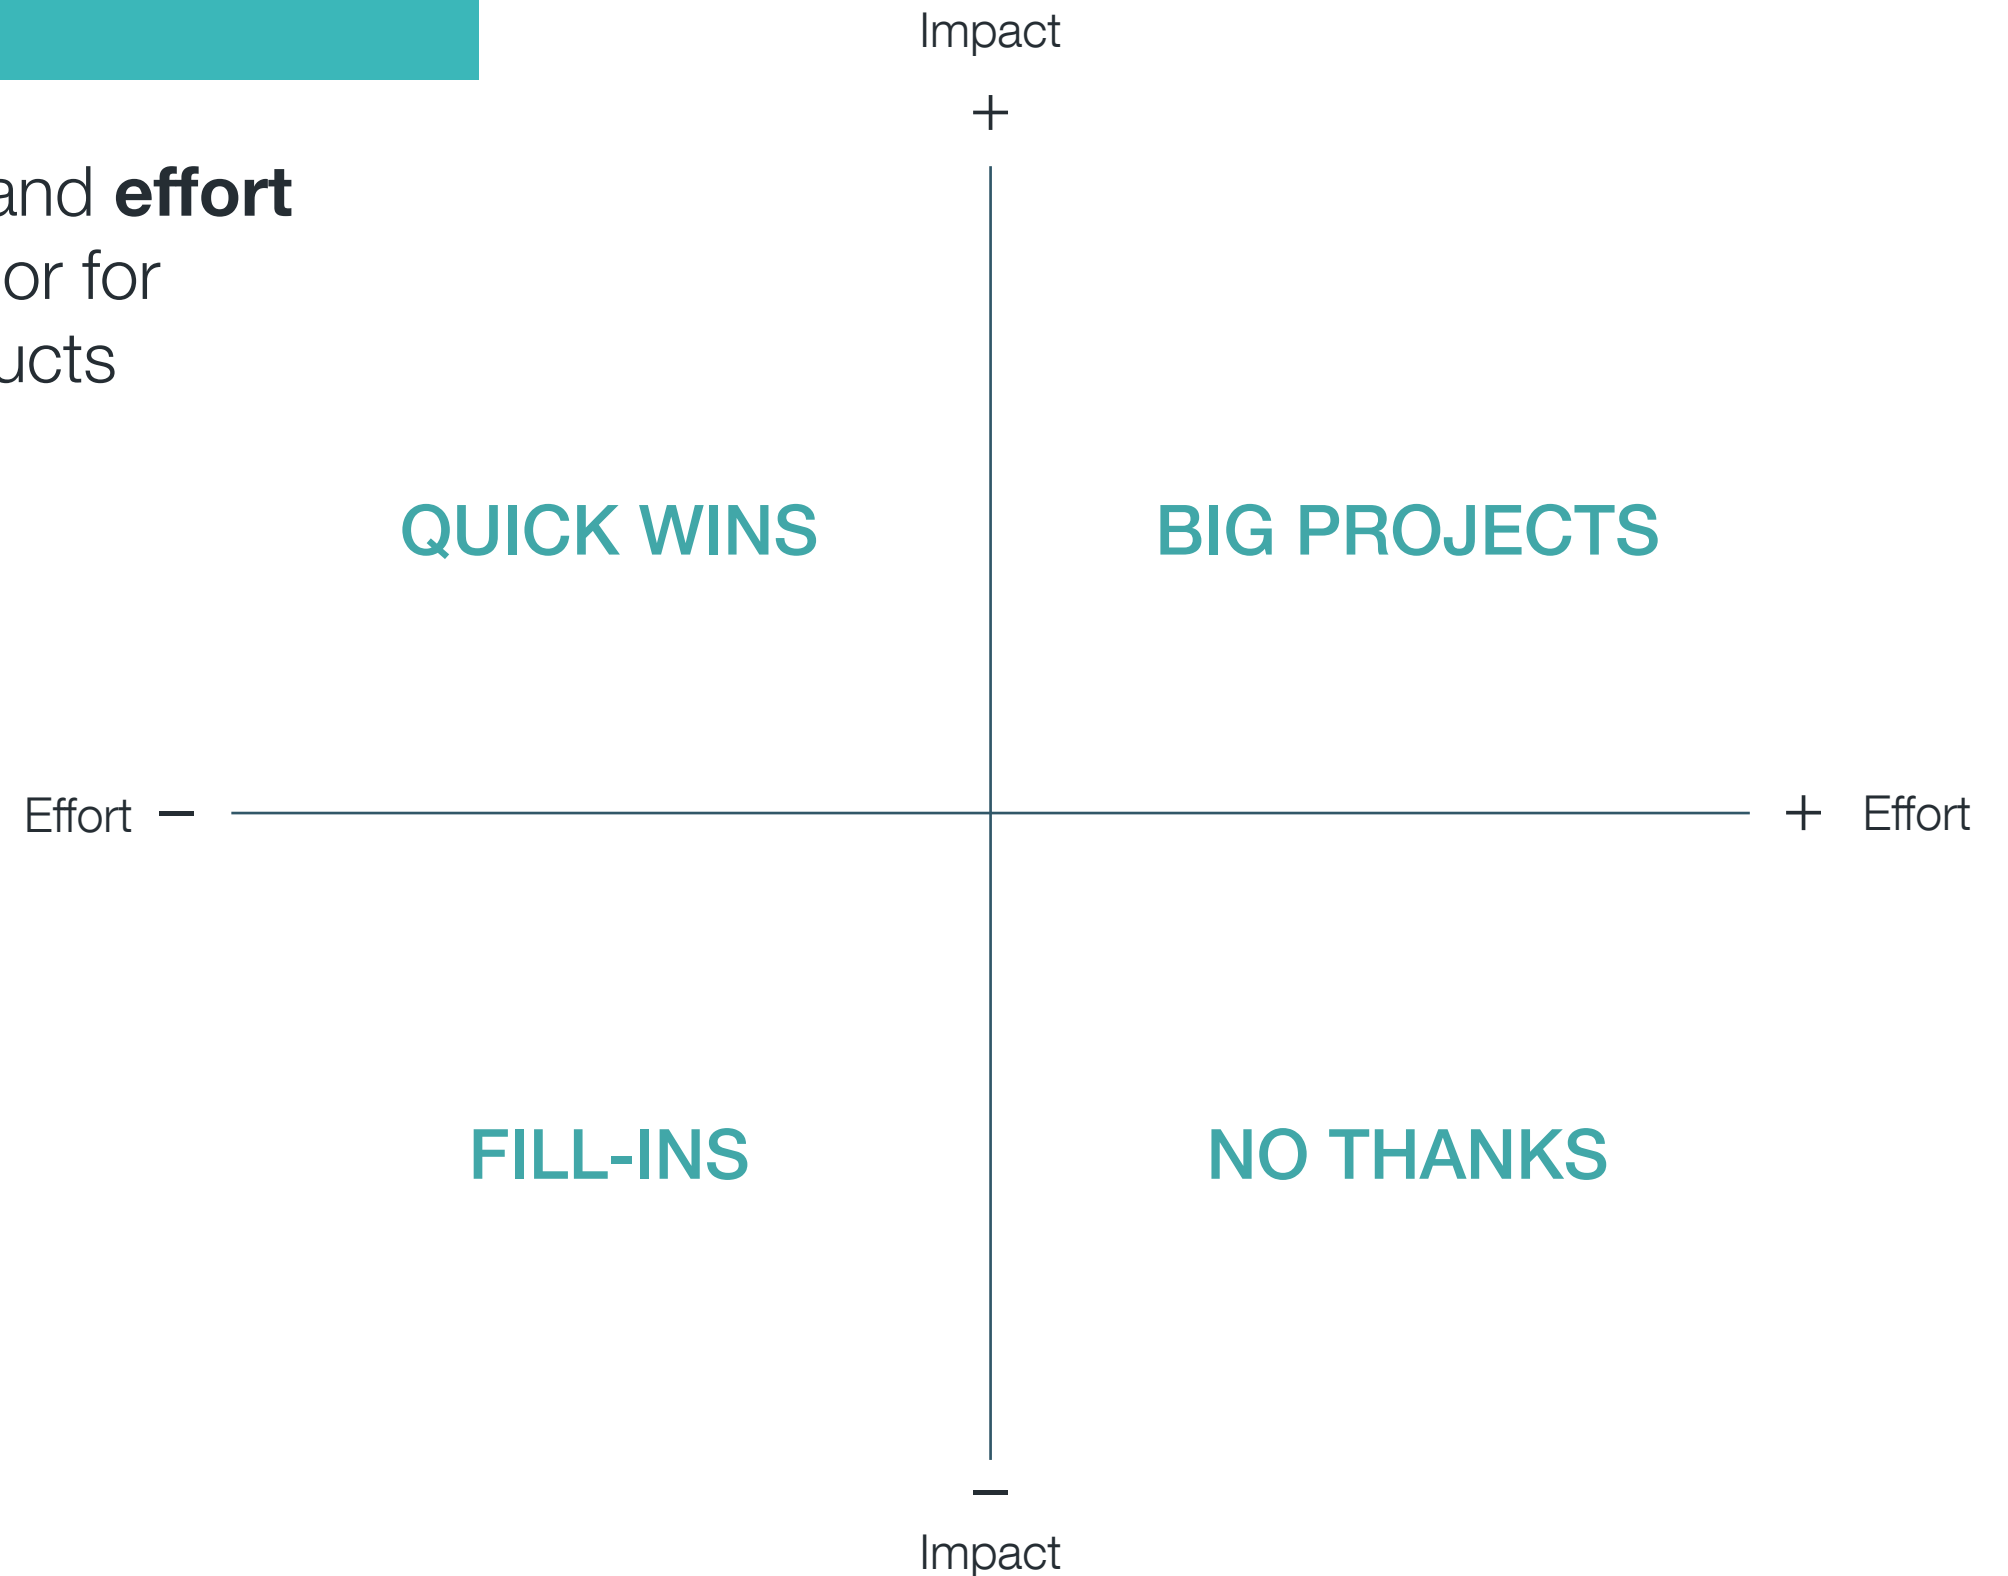 Impact
+
and effort
or for
ucts
QUICK WINS BIG PROJECTS
Effort − + Effort
FILL-INS NO THANKS
−
Impact